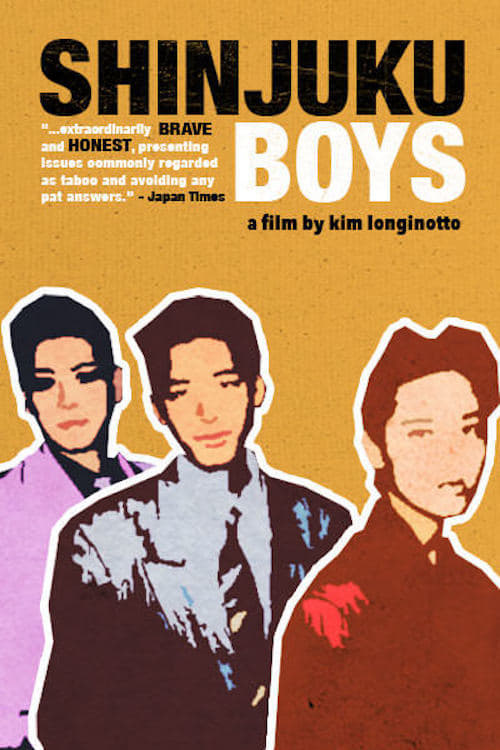 SHINJUKU
BOYS
"...extraordinarily BRAVE
and HONEST, presenting
issues commonly regarded
as taboo and avoiding any
pat answers." - Japan Times
a film by kim longinotto